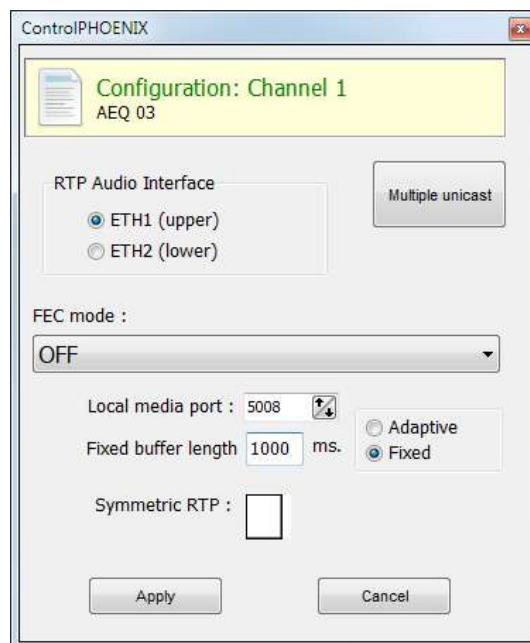 ControlPHOENIX
Configuration: Channel 1
AEQ 03
RTP Audio Interface
ETH1 (upper)
ETH2 (lower)
Multiple unicast
FEC mode :
OFF
Local media port : 5008
Fixed buffer length 1000 ms.
Adaptive
Fixed
Symmetric RTP :
Apply
Cancel